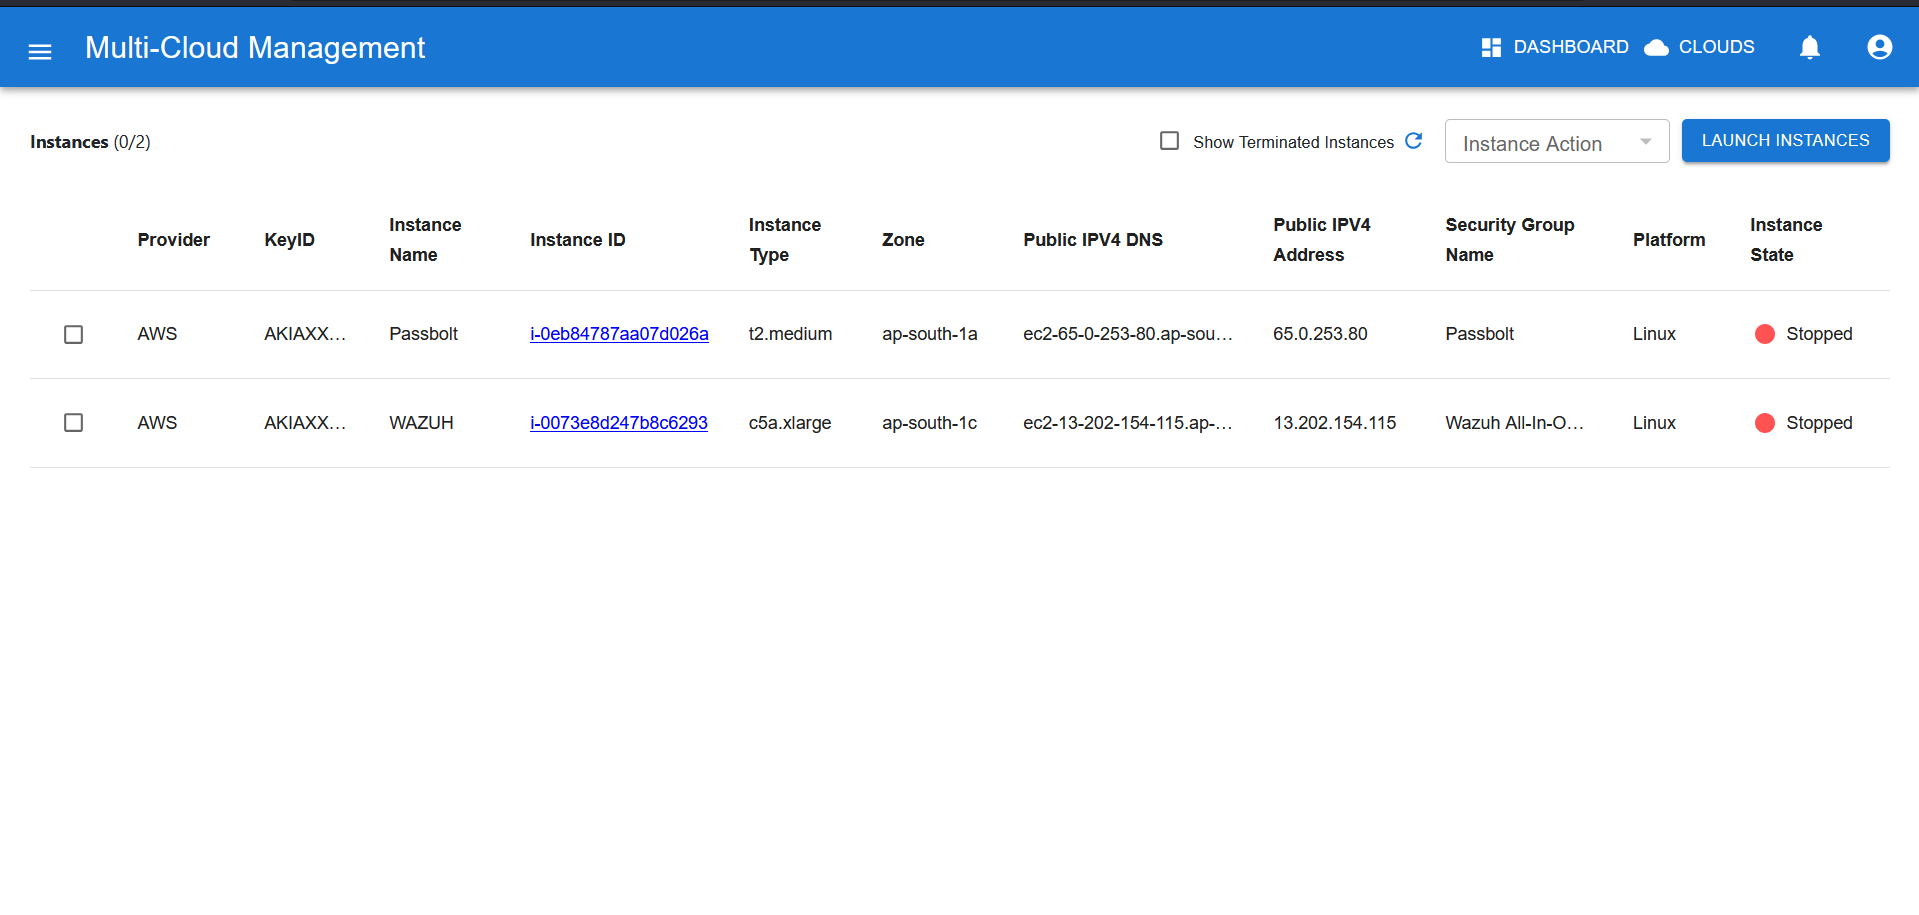 Multi-Cloud Management DASHBOARD CLOUDS
Instances (0/2) Show Terminated Instances Instance Action LAUNCH INSTANCES
Provider KeyID Instance Name Instance ID Instance Type Zone Public IPV4 DNS Public IPV4 Address Security Group Name Platform Instance State
AWS AKIAXX... Passbolt i-0eb84787aa07d026a t2.medium ap-south-1a ec2-65-0-253-80.ap-sou... 65.0.253.80 Passbolt Linux Stopped
AWS AKIAXX... WAZUH i-0073e8d247b8c6293 c5a.xlarge ap-south-1c ec2-13-202-154-115.ap-... 13.202.154.115 Wazuh All-In-O... Linux Stopped